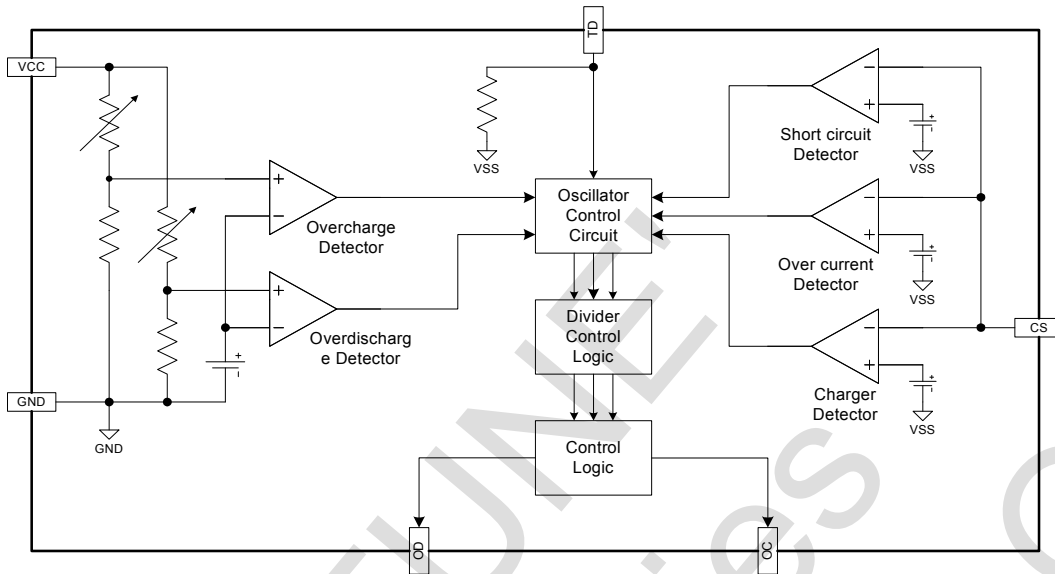 TD
VCC
+
−
Overcharge
Detector
+
−
Overdischarg
e Detector
+
-
GND
GND
VSS
Oscillator
Control
Circuit
Divider
Control
Logic
Control
Logic
OD
OC
−
+
Short circuit
Detector
+
-
VSS
−
+
Over current
Detector
+
-
VSS
−
+
Charger
Detector
+
-
VSS
CS